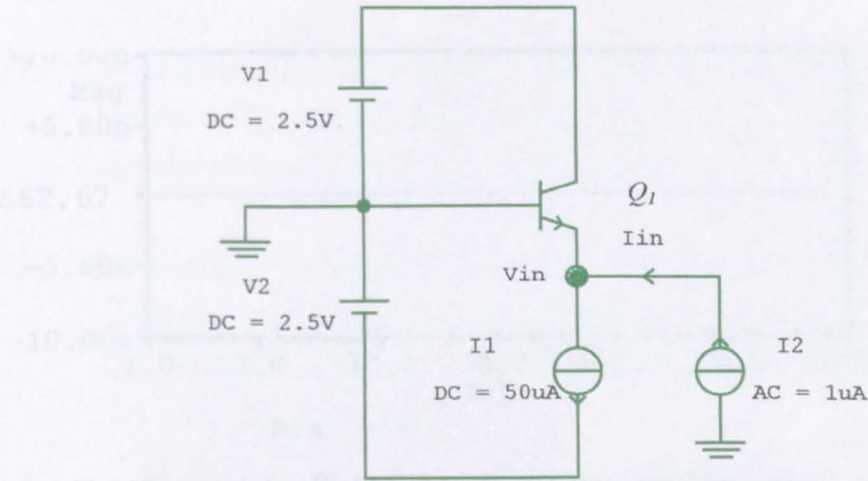 V1
DC = 2.5V
Q1
Iin
Vin
V2
DC = 2.5V
I1
DC = 50uA
I2
AC = 1uA